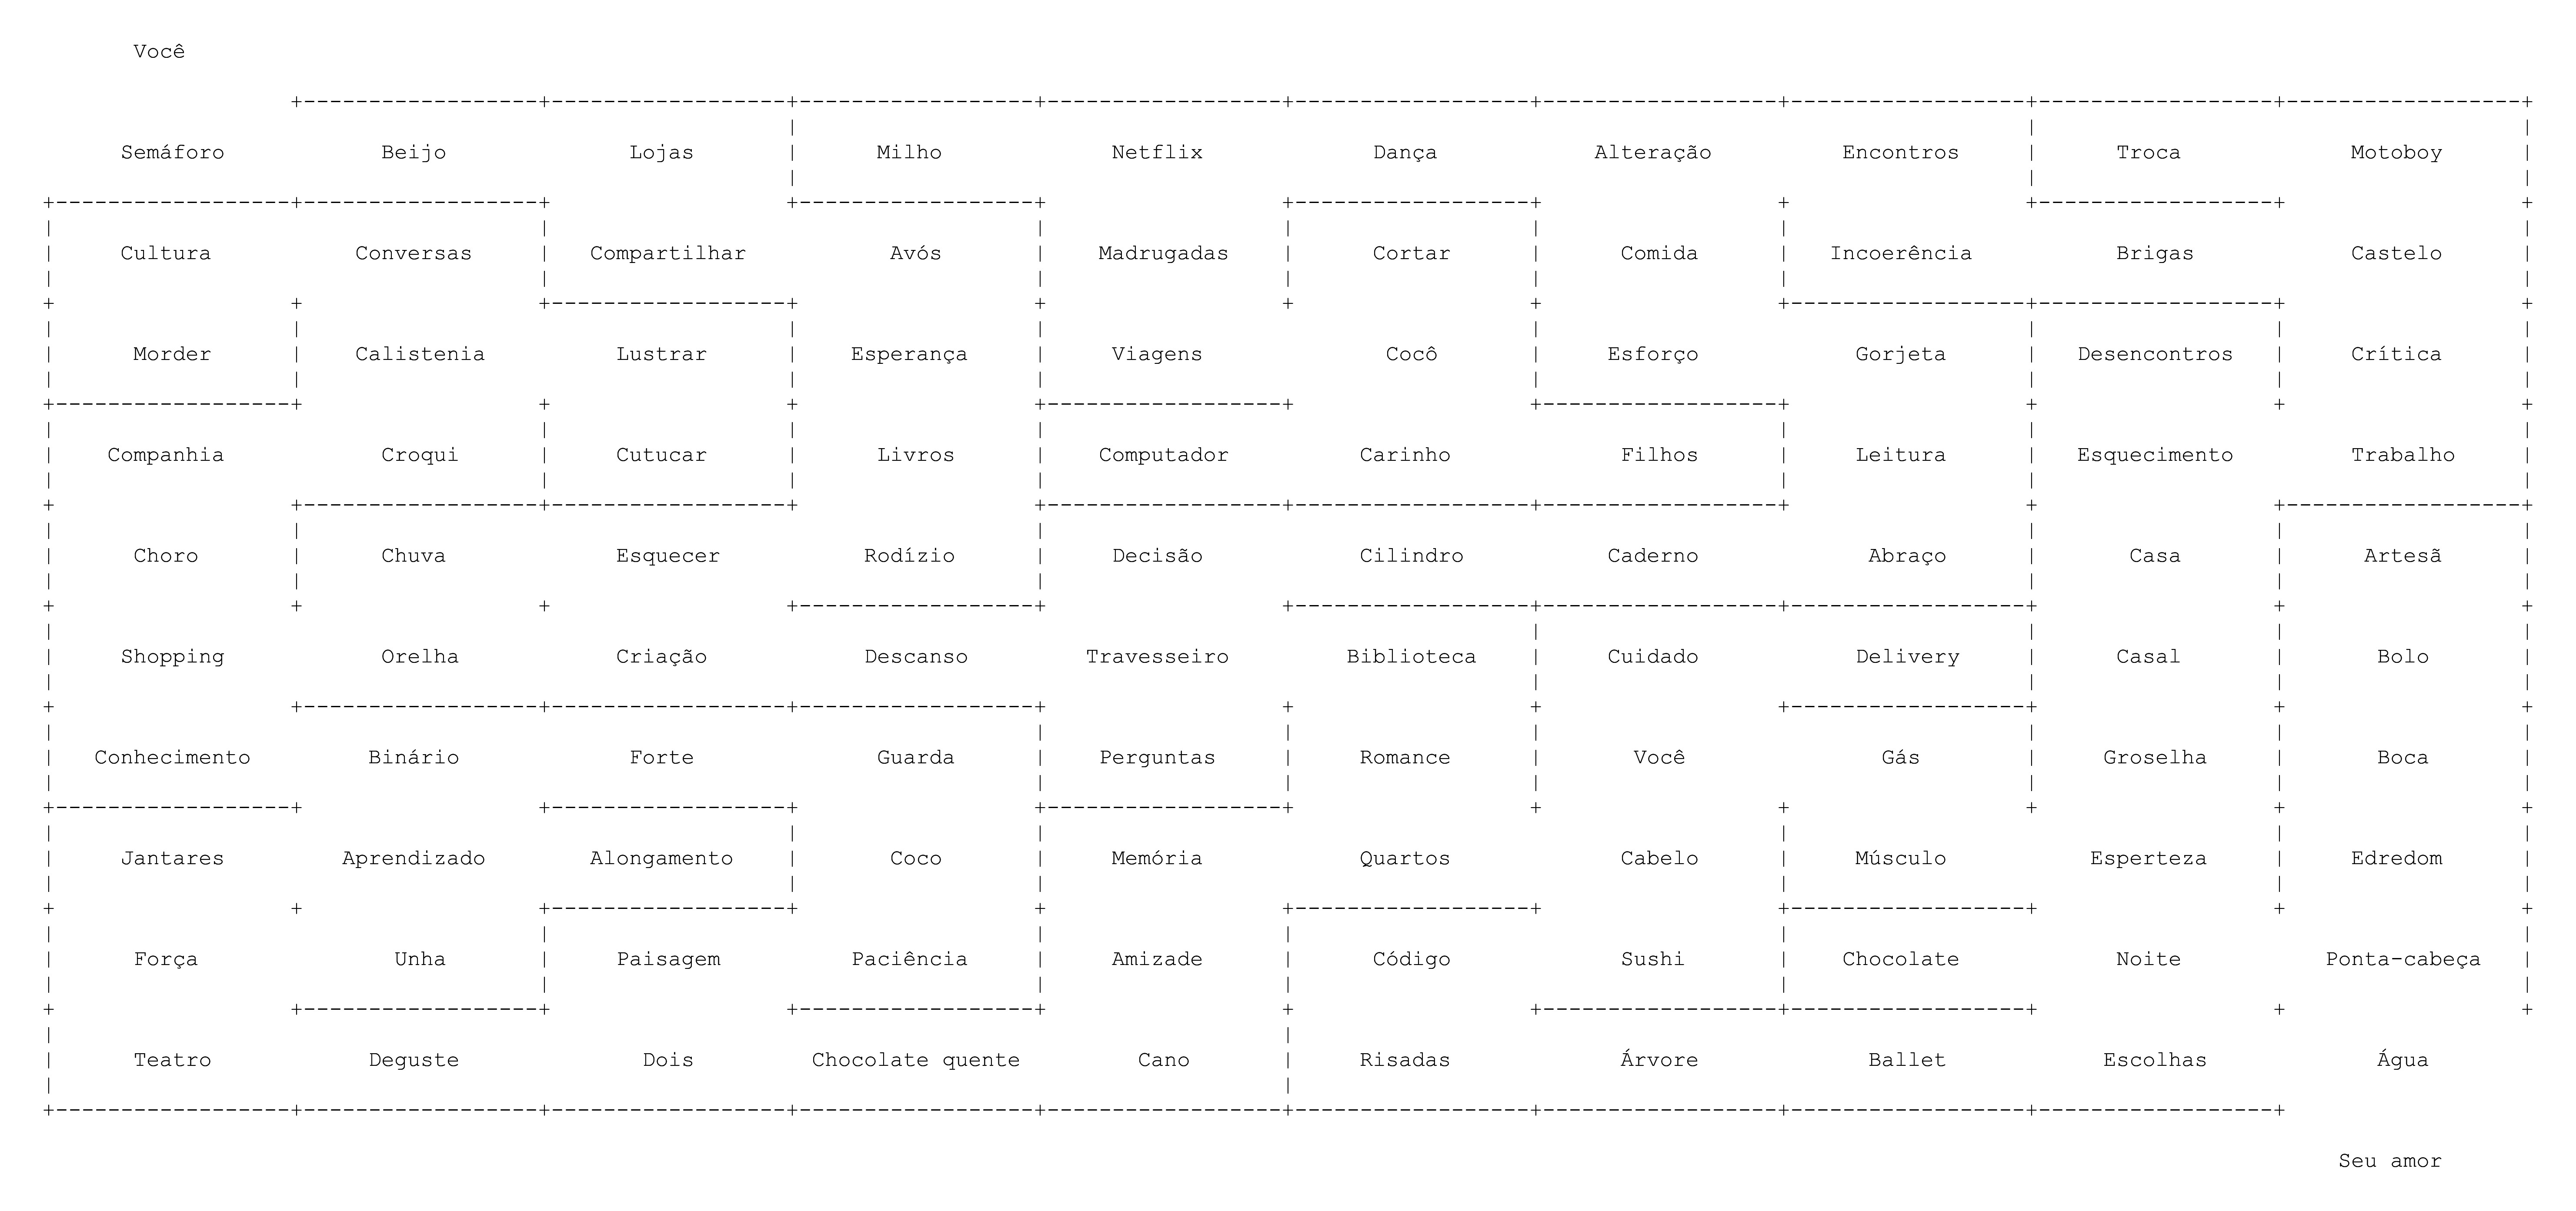 Você
Semáforo Beijo Lojas Milho Netflix Dança Alteração Encontros Troca Motoboy
Cultura Conversas Compartilhar Avós Madrugadas Cortar Comida Incoerência Brigas Castelo
Morder Calistenia Lustrar Esperança Viagens Cocô Esforço Gorjeta Desencontros Crítica
Companhia Croqui Cutucar Livros Computador Carinho Filhos Leitura Esquecimento Trabalho
Choro Chuva Esquecer Rodízio Decisão Cilindro Caderno Abraço Casa Artesã
Shopping Orelha Criação Descanso Travesseiro Biblioteca Cuidado Delivery Casal Bolo
Conhecimento Binário Forte Guarda Perguntas Romance Você Gás Groselha Boca
Jantares Aprendizado Alongamento Coco Memória Quartos Cabelo Músculo Esperteza Edredom
Força Unha Paisagem Paciência Amizade Código Sushi Chocolate Noite Ponta-cabeça
Teatro Deguste Dois Chocolate quente Cano Risadas Árvore Ballet Escolhas Água
Seu amor